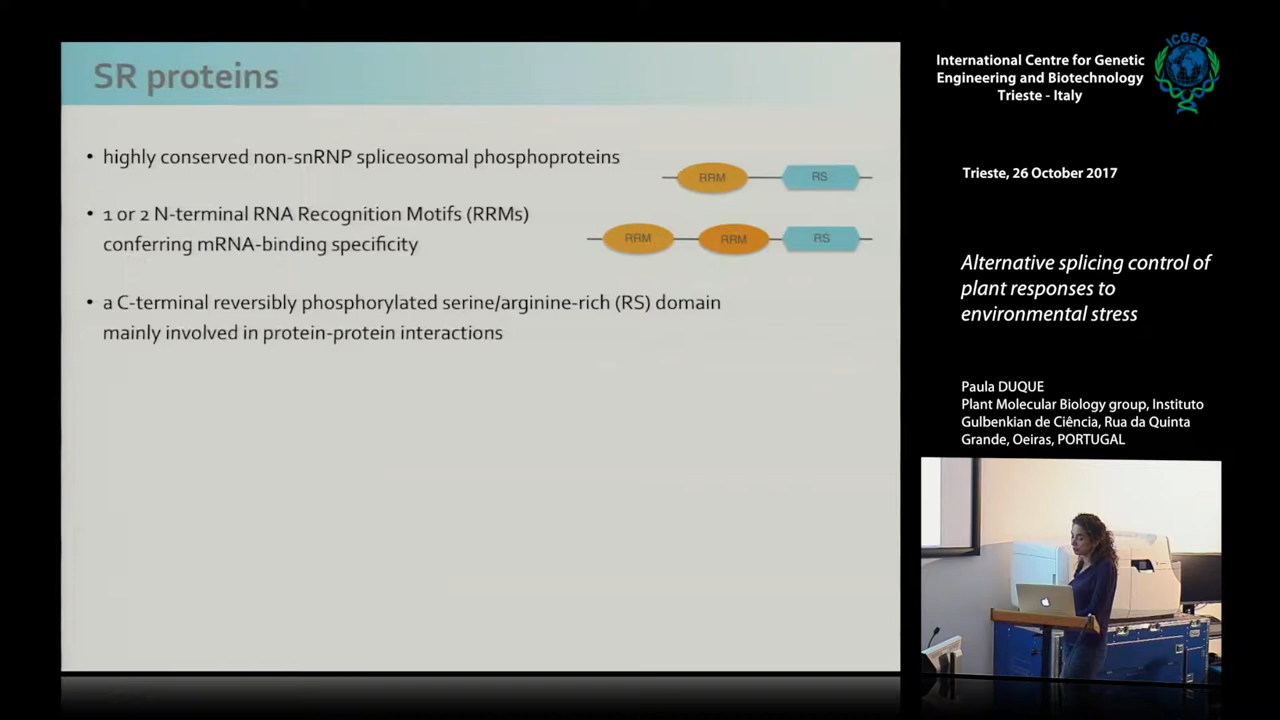 SR proteins
• highly conserved non-snRNP spliceosomal phosphoproteins
RRM
RS
• 1 or 2 N-terminal RNA Recognition Motifs (RRMs)
conferring mRNA-binding specificity
RRM
RRM
RS
• a C-terminal reversibly phosphorylated serine/arginine-rich (RS) domain
mainly involved in protein-protein interactions
International Centre for Genetic
Engineering and Biotechnology
Trieste - Italy
ICGEB
Trieste, 26 October 2017
Alternative splicing control of
plant responses to
environmental stress
Paula DUQUE
Plant Molecular Biology group, Instituto
Gulbenkian de Ciência, Rua da Quinta
Grande, Oeiras, PORTUGAL